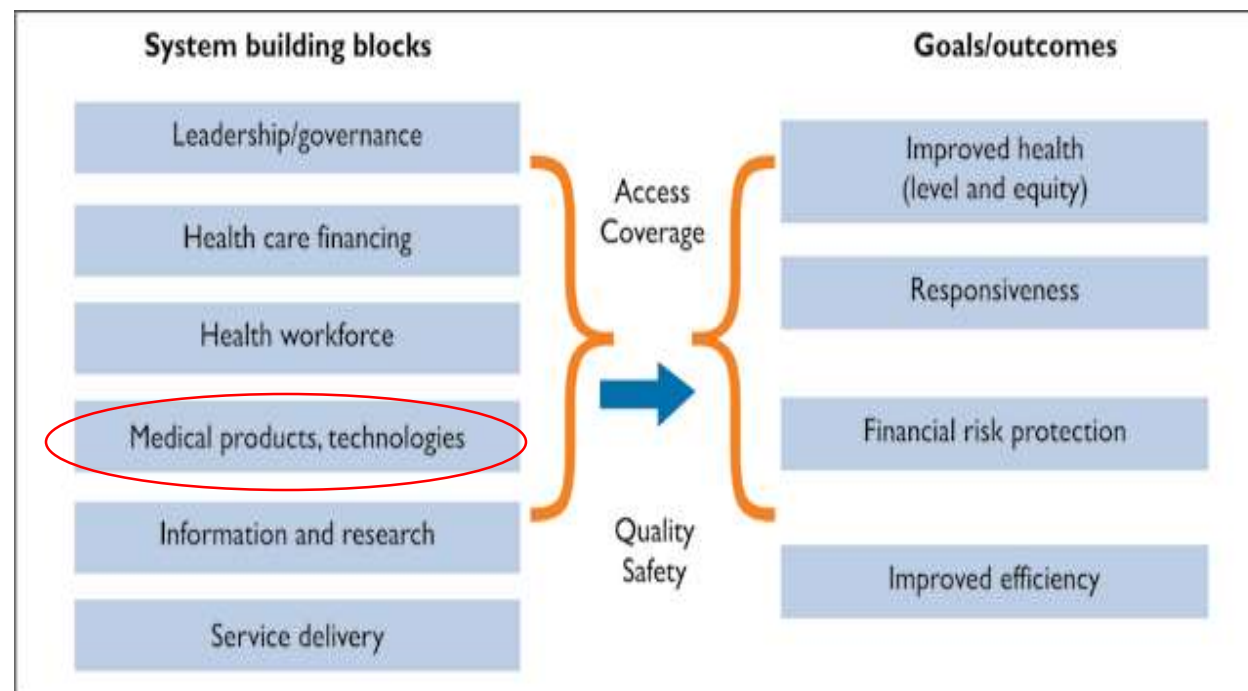 System building blocks
Leadership/governance
Health care financing
Health workforce
Medical products, technologies
Information and research
Service delivery
Access
Coverage
Quality
Safety
Goals/outcomes
Improved health
(level and equity)
Responsiveness
Financial risk protection
Improved efficiency